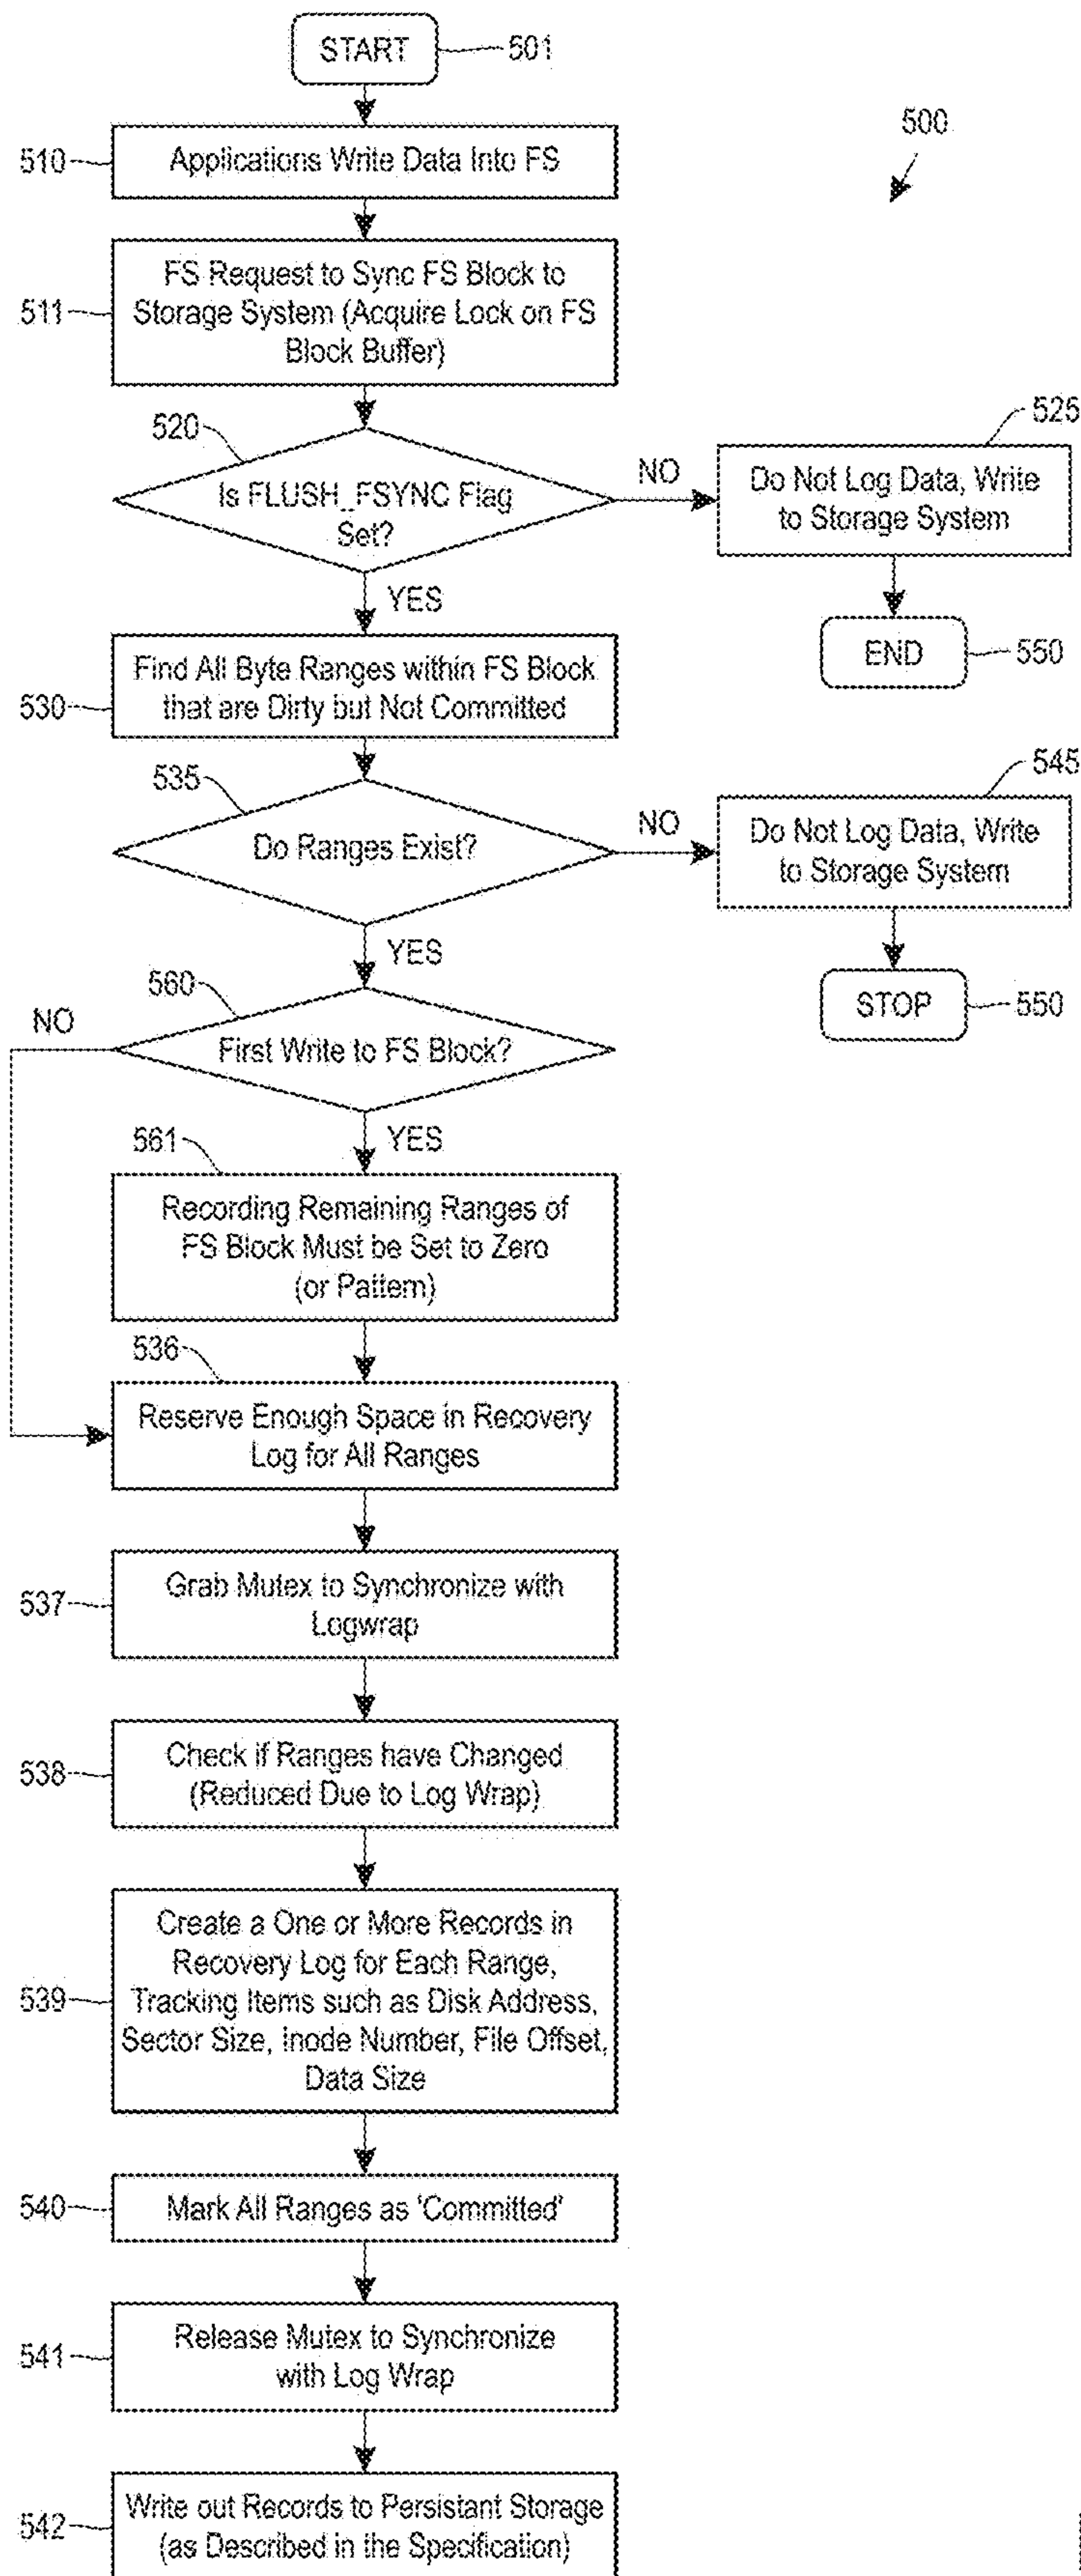 START
501
500
510
Applications Write Data Into FS
511
FS Request to Sync FS Block to
Storage System (Acquire Lock on FS
Block Buffer)
520
Is FLUSH_FSYNC Flag
Set?
NO
525
Do Not Log Data, Write
to Storage System
END
550
YES
530
Find All Byte Ranges within FS Block
that are Dirty but Not Committed
535
Do Ranges Exist?
NO
545
Do Not Log Data, Write
to Storage System
STOP
550
YES
560
NO
First Write to FS Block?
YES
561
Recording Remaining Ranges of
FS Block Must be Set to Zero
(or Pattern)
536
Reserve Enough Space in Recovery
Log for All Ranges
537
Grab Mutex to Synchronize with
Logwrap
538
Check if Ranges have Changed
(Reduced Due to Log Wrap)
539
Create a One or More Records in
Recovery Log for Each Range,
Tracking Items such as Disk Address,
Sector Size, Inode Number, File Offset,
Data Size
540
Mark All Ranges as 'Committed'
541
Release Mutex to Synchronize
with Log Wrap
542
Write out Records to Persistant Storage
(as Described in the Specification)